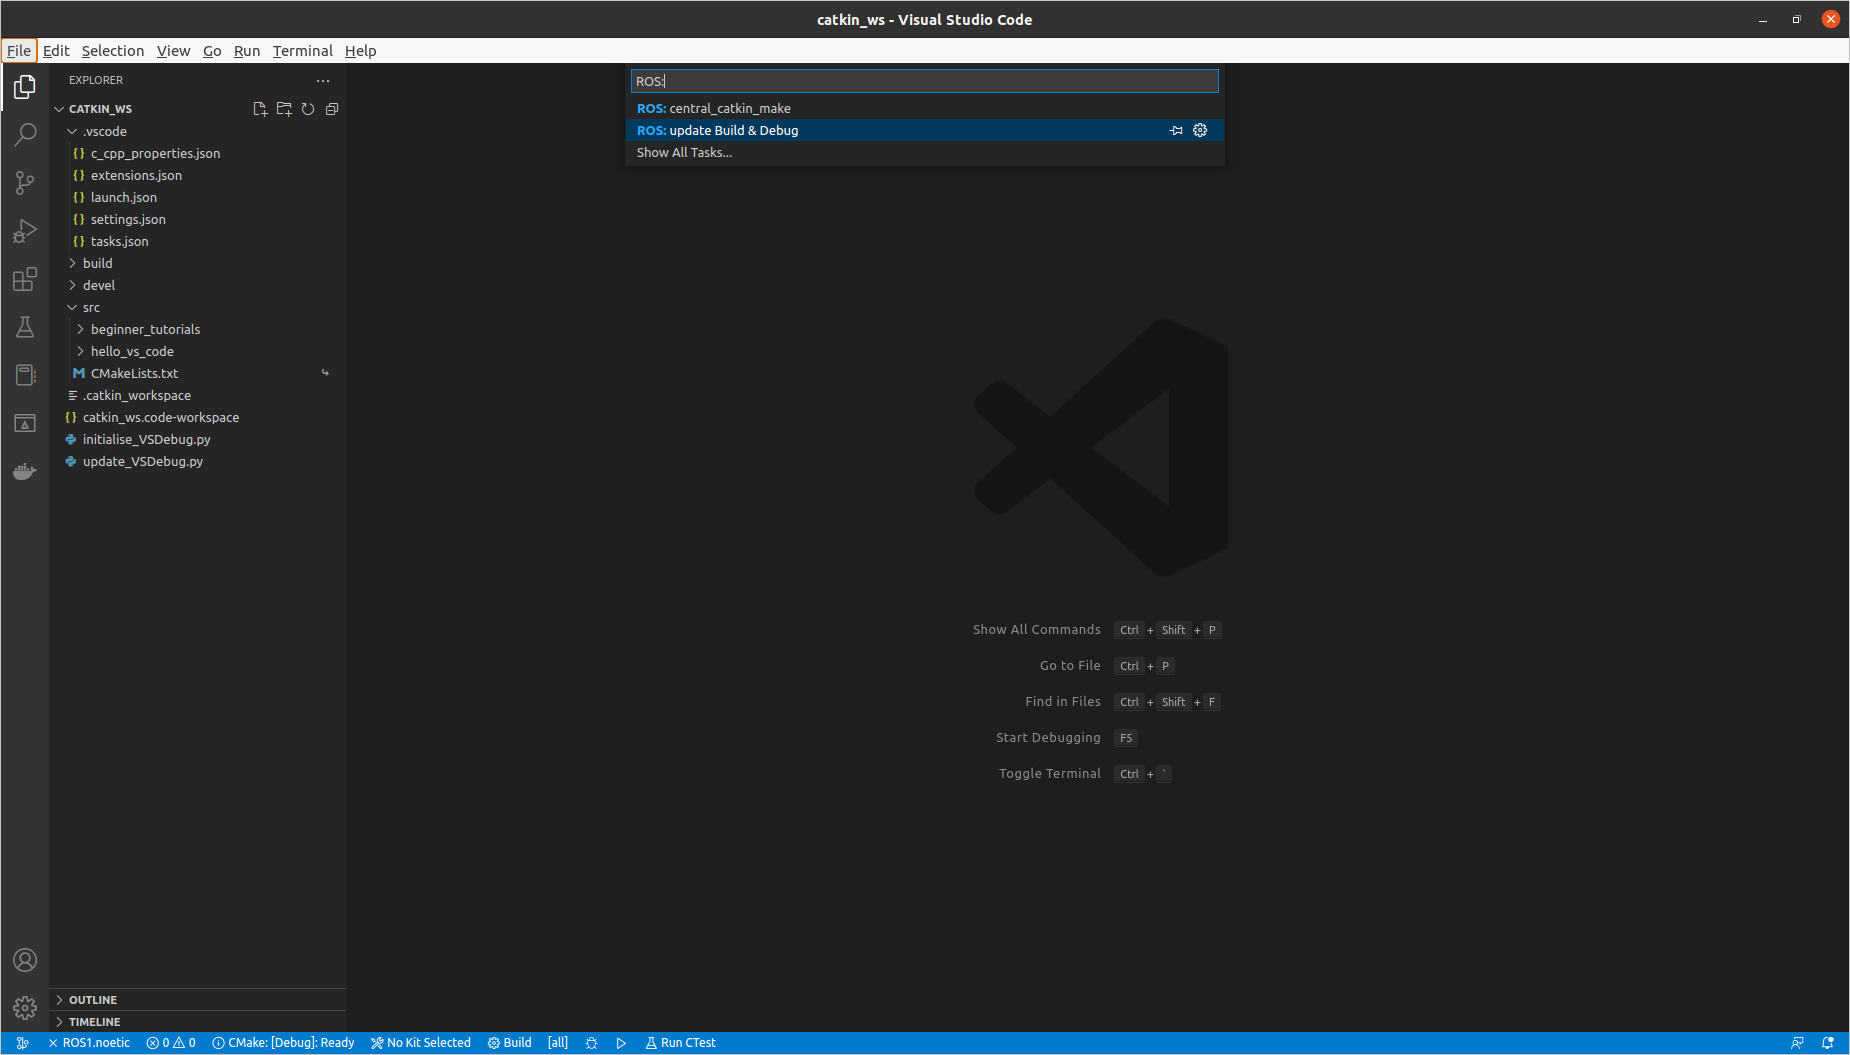 catkin_ws - Visual Studio Code
File Edit Selection View Go Run Terminal Help
EXPLORER
ROS:
CATKIN_WS
ROS: central_catkin_make
.vscode
ROS: update Build & Debug
{} c_cpp_properties.json
Show All Tasks...
{} extensions.json
{} launch.json
{} settings.json
{} tasks.json
build
devel
src
beginner_tutorials
hello_vs_code
M CMakeLists.txt
.catkin_workspace
{} catkin_ws.code-workspace
initialise_VSDebug.py
update_VSDebug.py
Show All Commands Ctrl + Shift + P
Go to File Ctrl + P
Find in Files Ctrl + Shift + F
Start Debugging F5
Toggle Terminal Ctrl + `
OUTLINE
TIMELINE
ROS1.noetic 0 0 CMake: [Debug]: Ready No Kit Selected Build [all] Run CTest